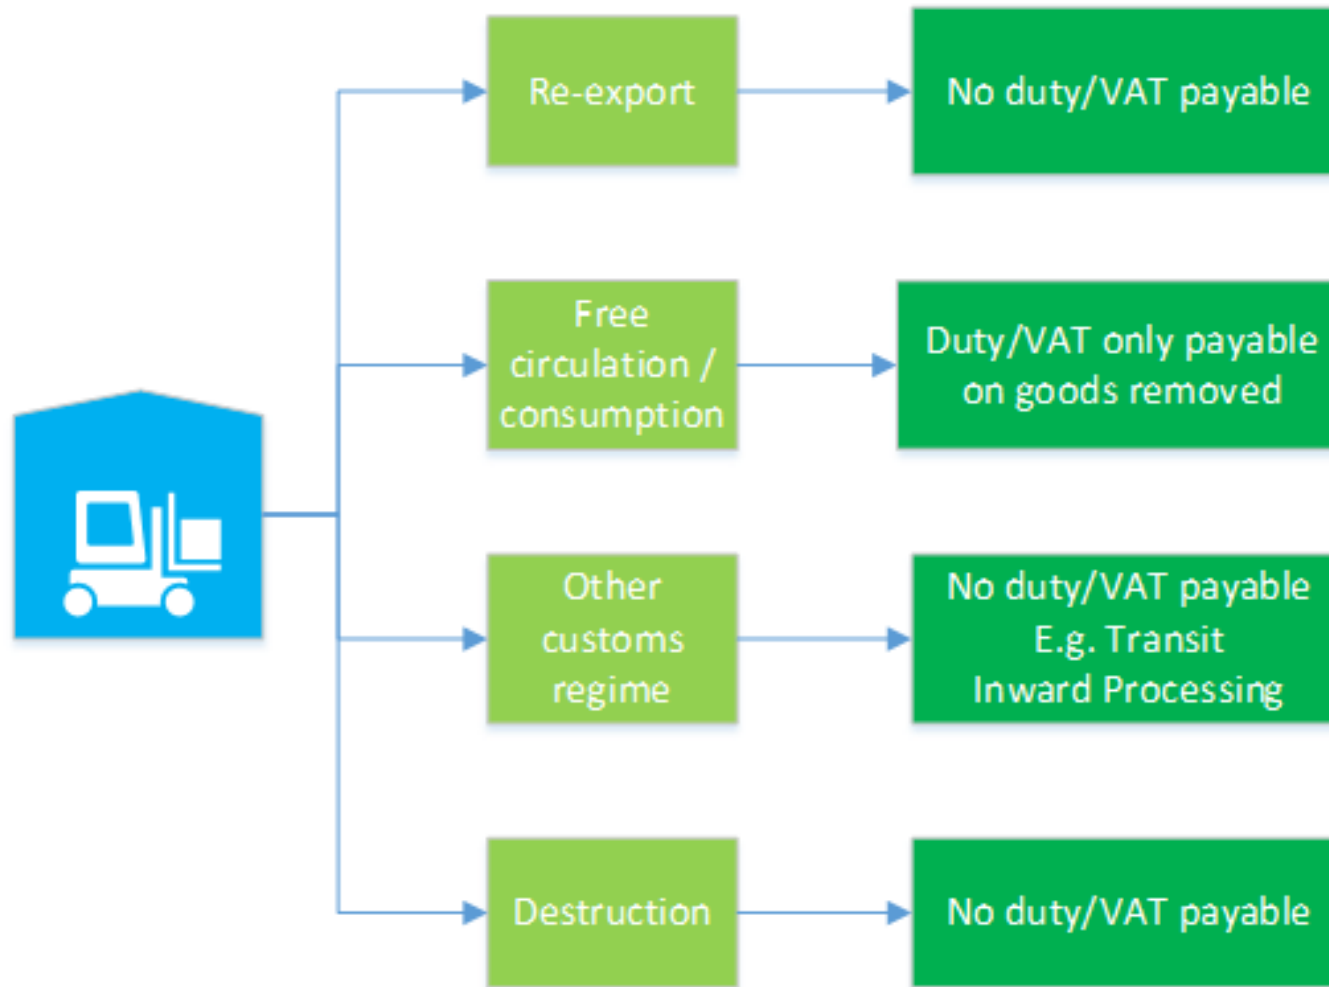 Re-export
No duty/VAT payable
Free
circulation /
consumption
Duty/VAT only payable
on goods removed
Other
customs
regime
No duty/VAT payable
E.g. Transit
Inward Processing
Destruction
No duty/VAT payable